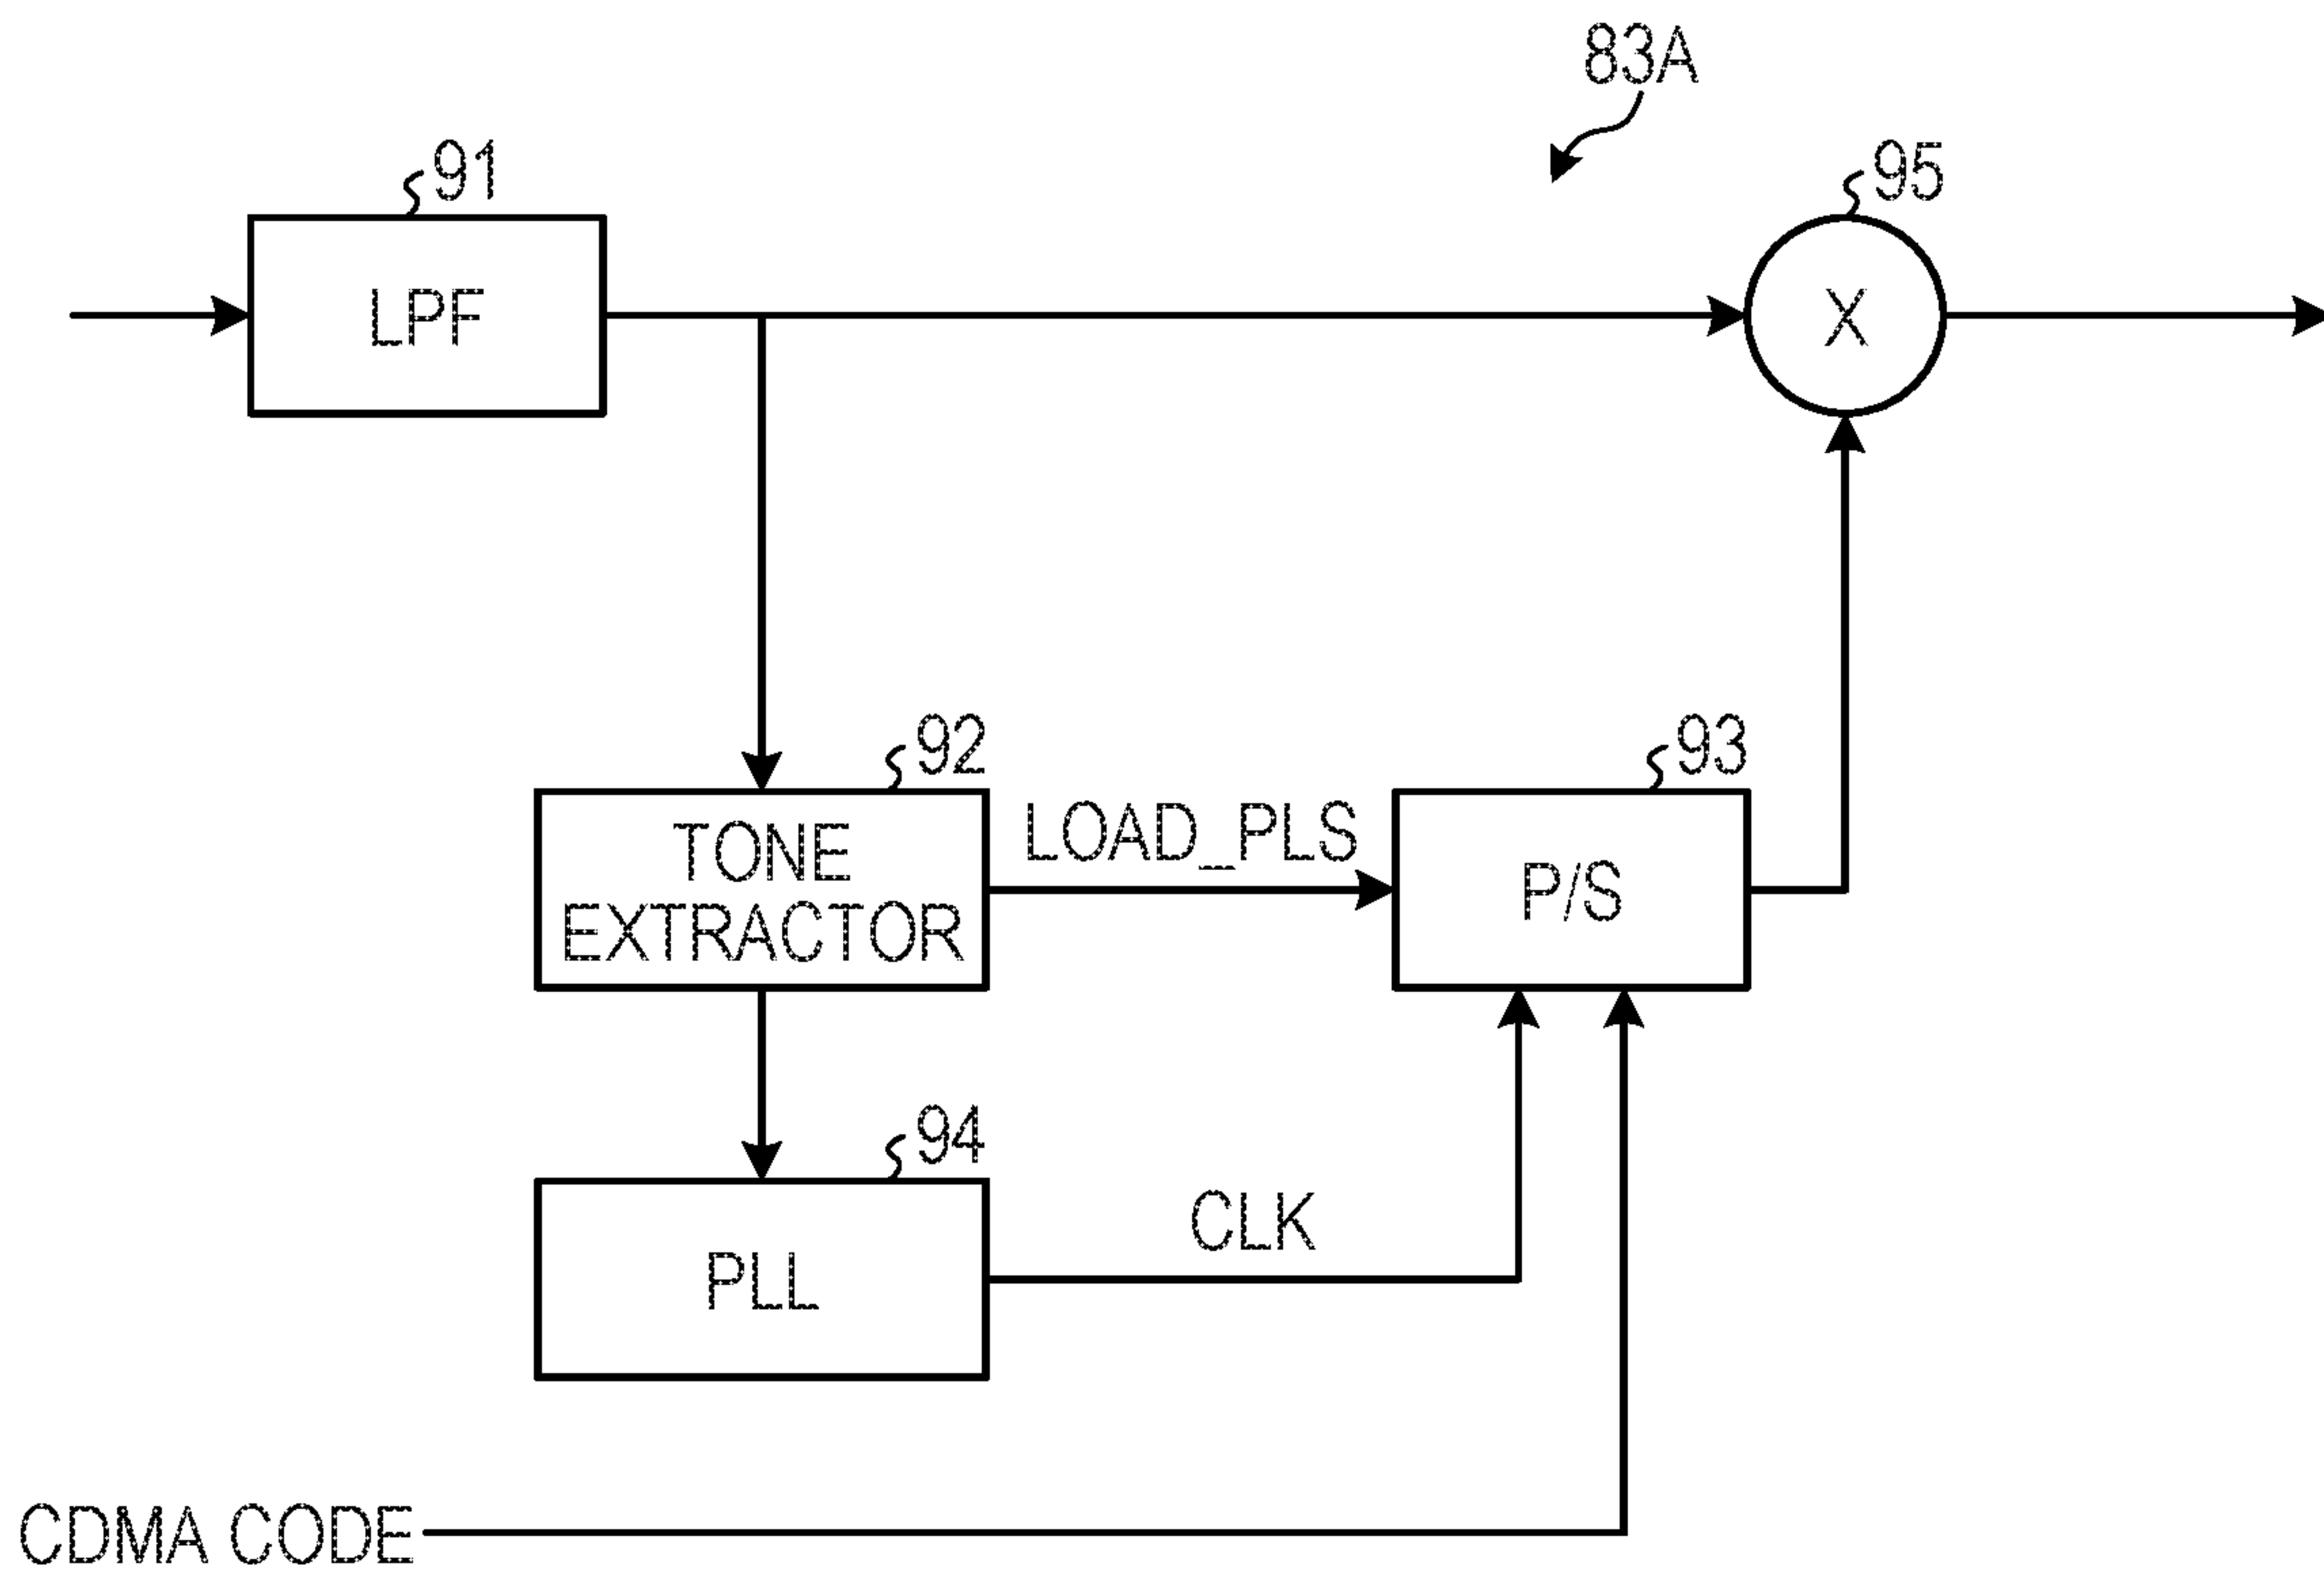 83A
91
95
LPF
X
92
93
LOAD_PLS
TONE
EXTRACTOR
P/S
94
CLK
PLL
CDMA CODE